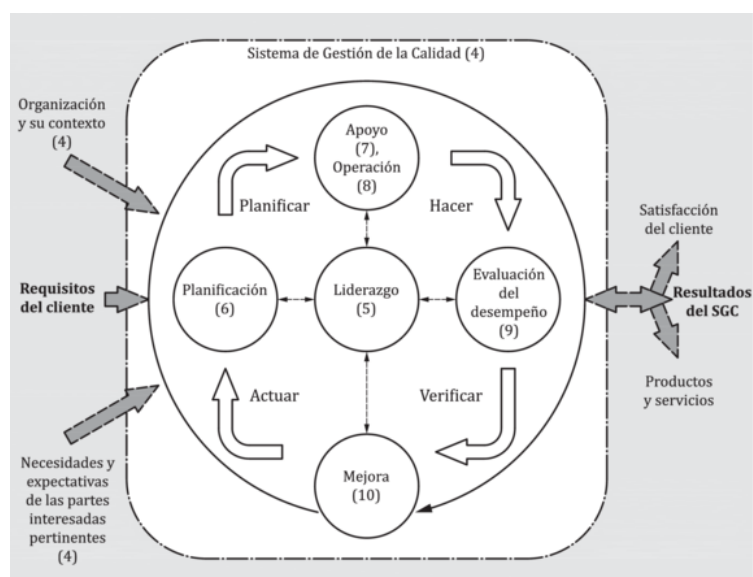 Sistema de Gestión de la Calidad (4)
Organización
y su contexto
(4)
Apoyo
(7),
Operación
(8)
Planificar
Hacer
Satisfacción
del cliente
Requisitos
del cliente
Planificación
(6)
Liderazgo
(5)
Evaluación
del
desempeño
(9)
Resultados
del SGC
Actuar
Verificar
Productos
y servicios
Necesidades y
expectativas
de las partes
interesadas
pertinentes
(4)
Mejora
(10)